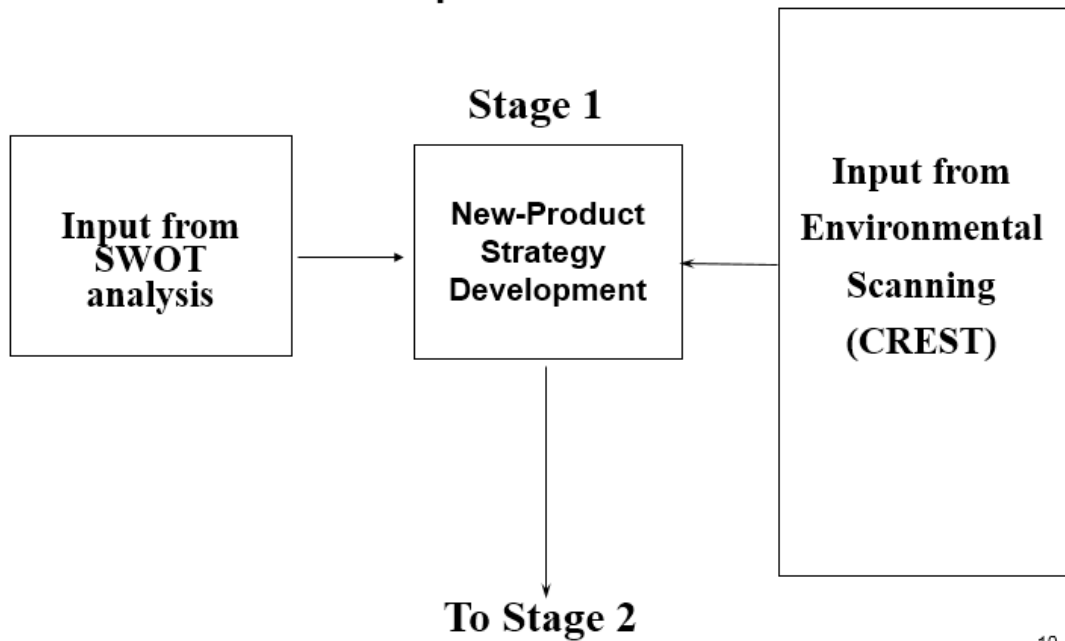 Stage 1
Input from
SWOT
analysis
New-Product
Strategy
Development
Input from
Environmental
Scanning
(CREST)
To Stage 2